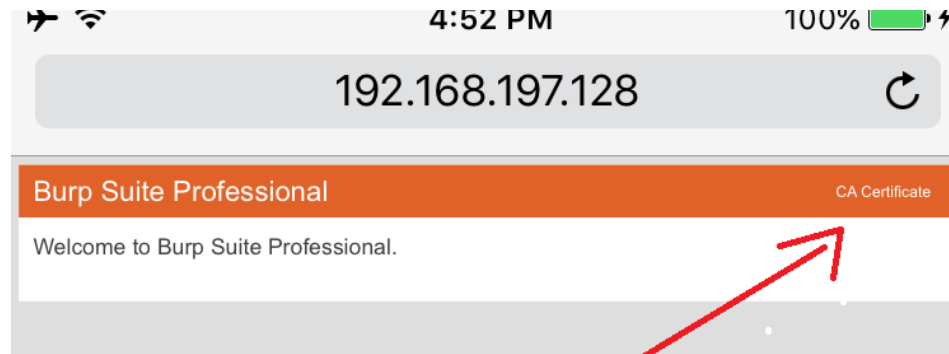 4:52 PM 100%
192.168.197.128
Burp Suite Professional CA Certificate
Welcome to Burp Suite Professional.